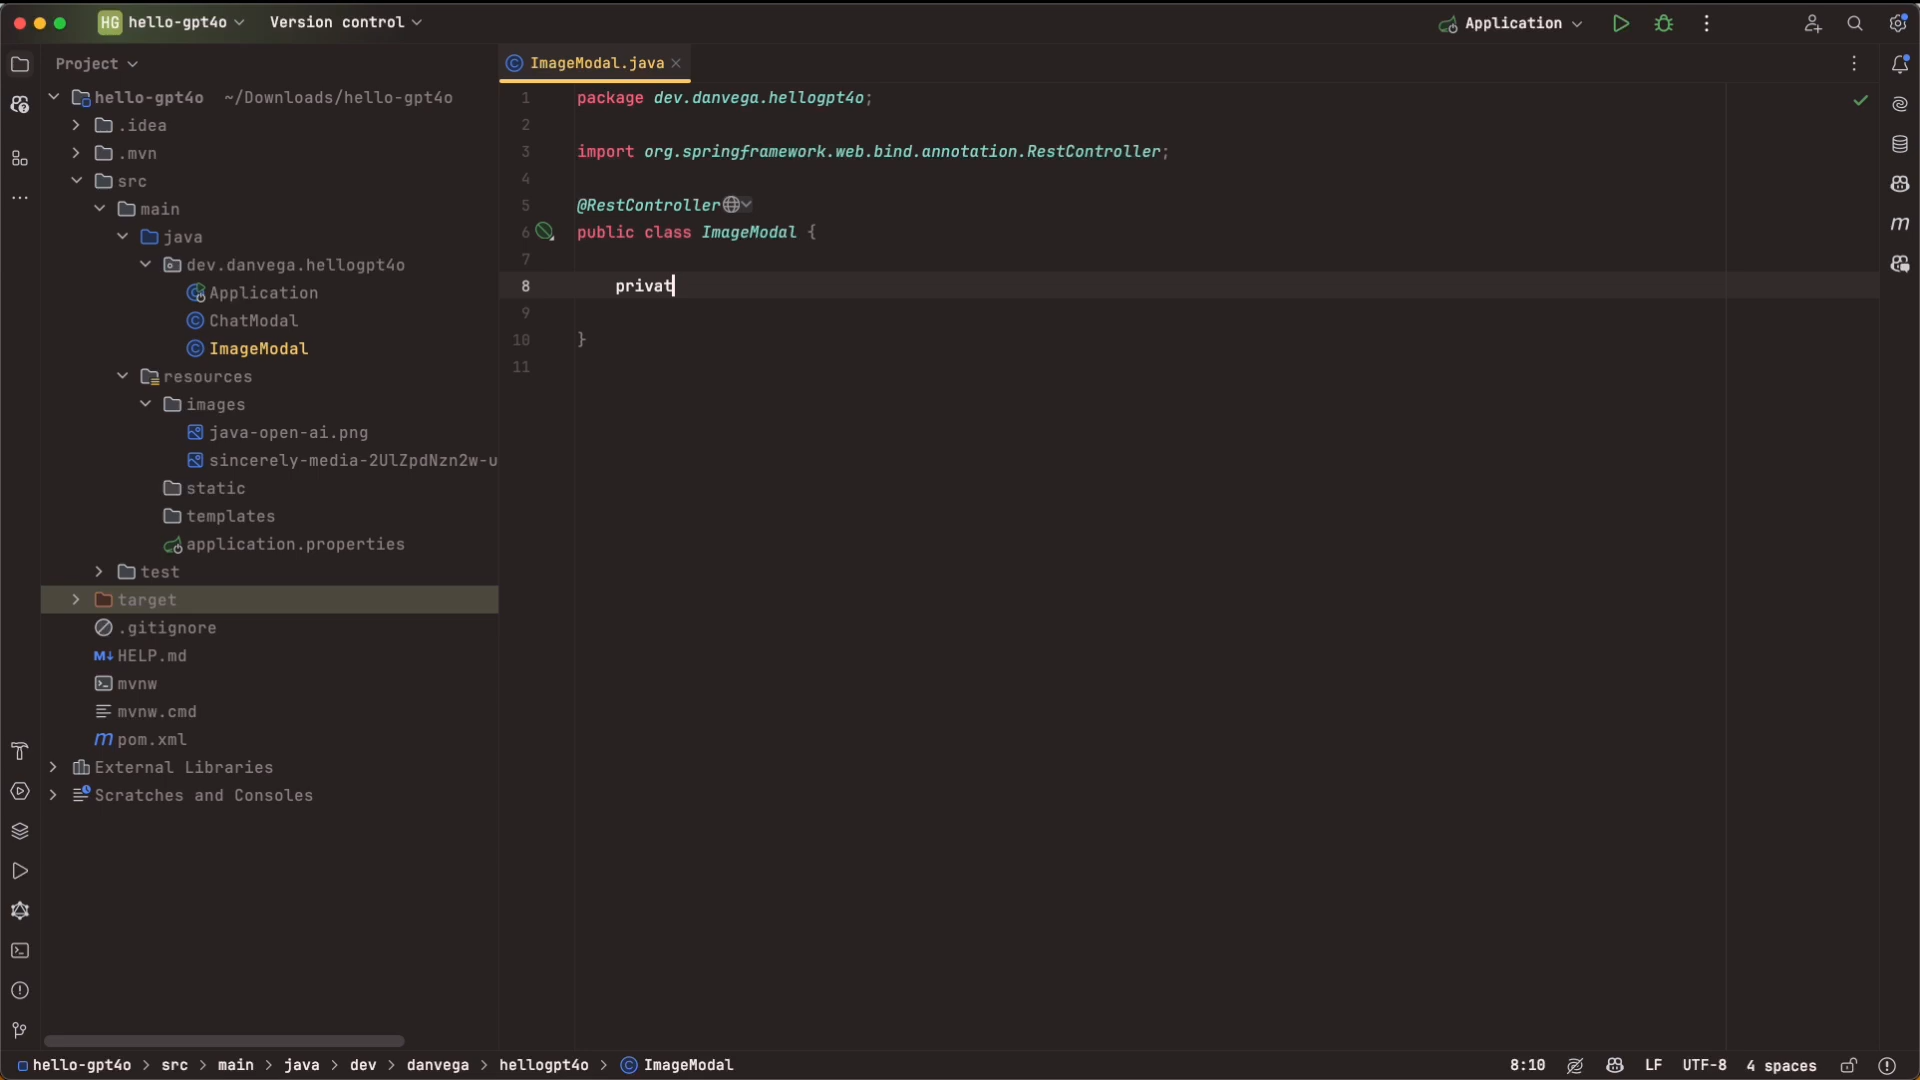 HG hello-gpt4o Version control Application
Project
hello-gpt4o ~/Downloads/hello-gpt4o
.idea
.mvn
src
main
java
dev.danvega.hellogpt4o
Application
ChatModal
ImageModal
resources
images
java-open-ai.png
sincerely-media-2UlZpdNzn2w-u
static
templates
application.properties
test
target
.gitignore
M↓ HELP.md
mvnw
mvnw.cmd
m pom.xml
External Libraries
Scratches and Consoles
ImageModal.java
1 package dev.danvega.hellogpt4o;
2
3 import org.springframework.web.bind.annotation.RestController;
4
5 @RestController
6 public class ImageModal {
7
8 privat
9
10 }
11
m
hello-gpt4o > src > main > java > dev > danvega > hellogpt4o > ImageModal 8:10 LF UTF-8 4 spaces